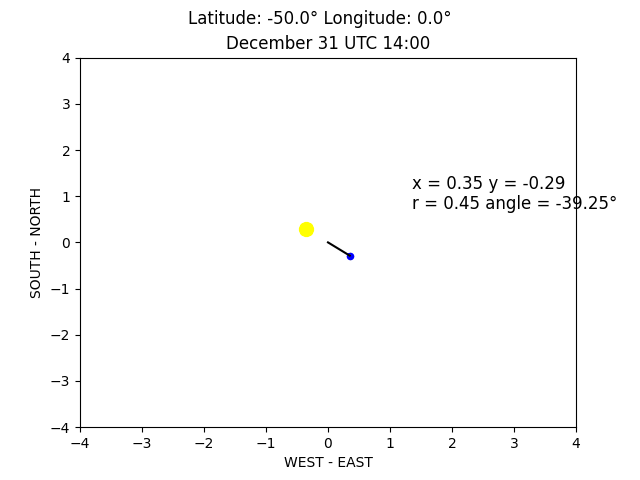 Latitude: -50.0° Longitude: 0.0°
December 31 UTC 14:00
4
3
2
1
0
−1
−2
−3
−4
SOUTH - NORTH
x = 0.35 y = -0.29
r = 0.45 angle = -39.25°
−4 −3 −2 −1 0 1 2 3 4
WEST - EAST